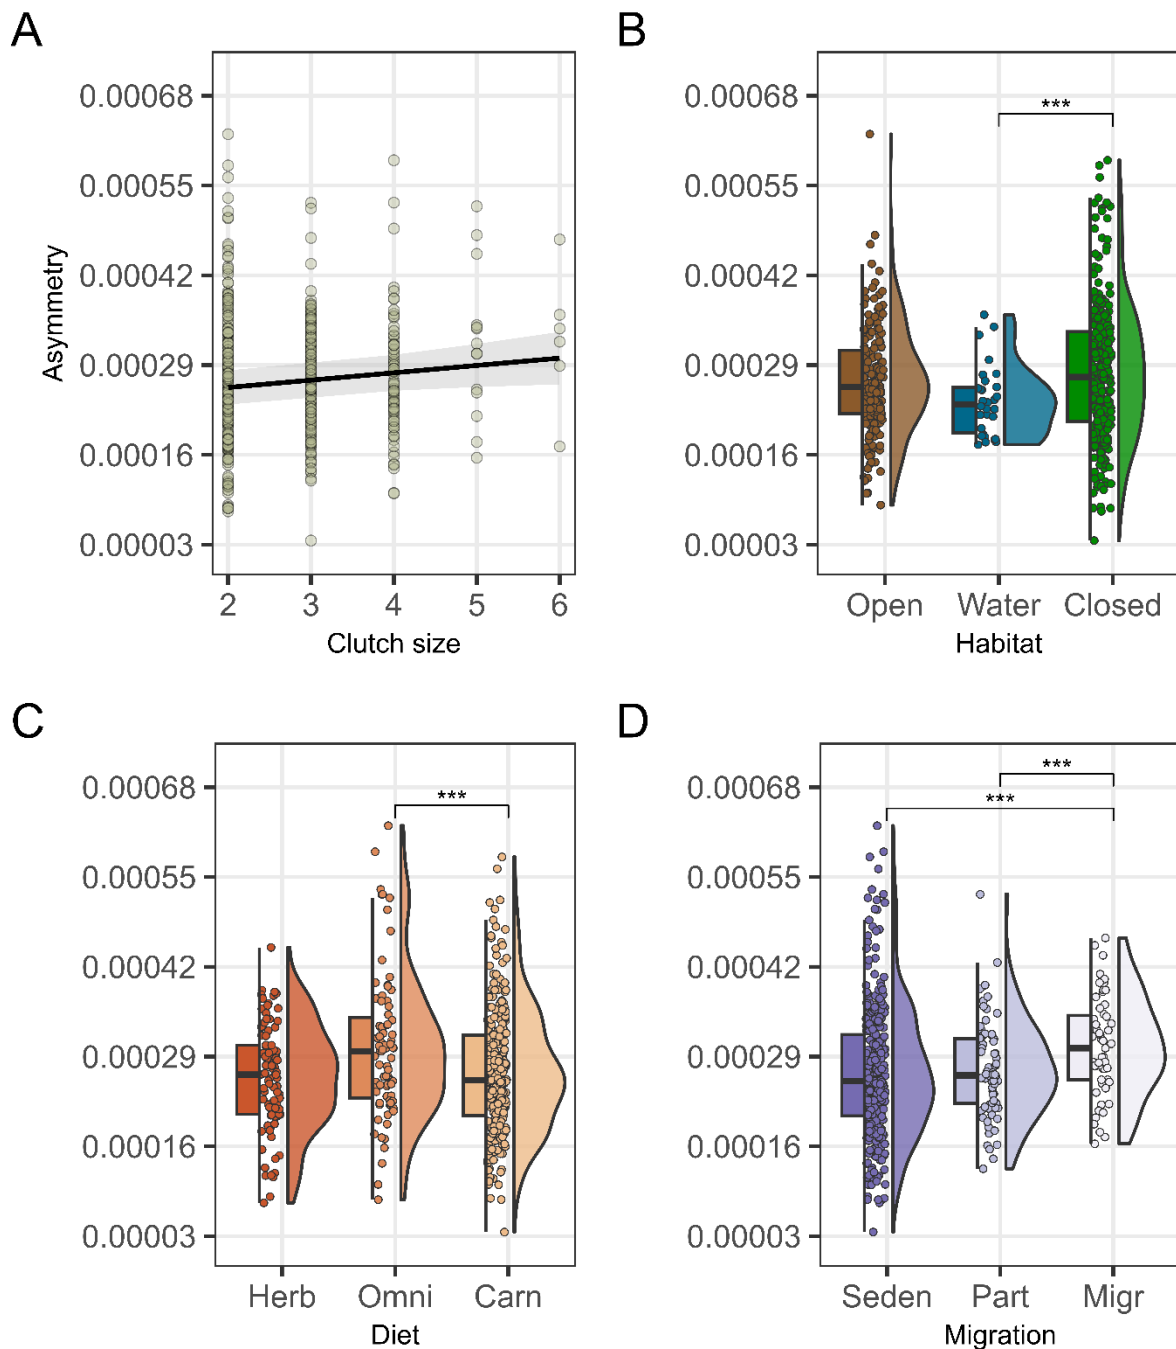 A
B
0.00068
0.00055
0.00042
0.00029
0.00016
0.00003
Asymmetry
2 3 4 5 6
Clutch size
0.00068
0.00055
0.00042
0.00029
0.00016
0.00003
***
Open Water Closed
Habitat
C
D
0.00068
0.00055
0.00042
0.00029
0.00016
0.00003
***
Herb Omni Carn
Diet
0.00068
0.00055
0.00042
0.00029
0.00016
0.00003
***
***
Seden Part Migr
Migration